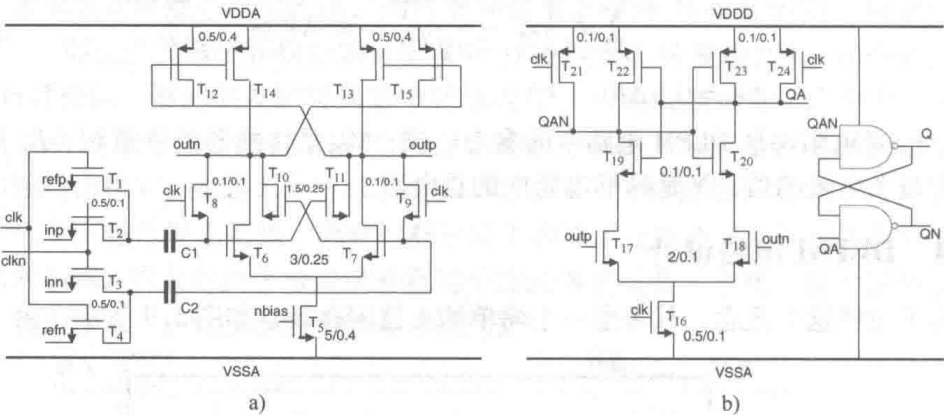 VDDA
0.5/0.4
0.5/0.4
T12
T14
T13
T15
outn
outp
refp
T1
clk
0.5/0.1
inp
T2
clkn
inn
T3
0.5/0.1
refn
T4
clk
0.1/0.1
T8
T10
1.5/0.25
T11
0.1/0.1
clk
T9
C1
T6
3/0.25
T7
C2
nbias
T5
5/0.4
VSSA
a)
VDDD
0.1/0.1
0.1/0.1
clk
T21
T22
T23
T24
clk
QA
QAN
T19
0.1/0.1
T20
outp
T17
2/0.1
T18
outn
clk
T16
0.5/0.1
VSSA
QAN
Q
QA
QN
b)